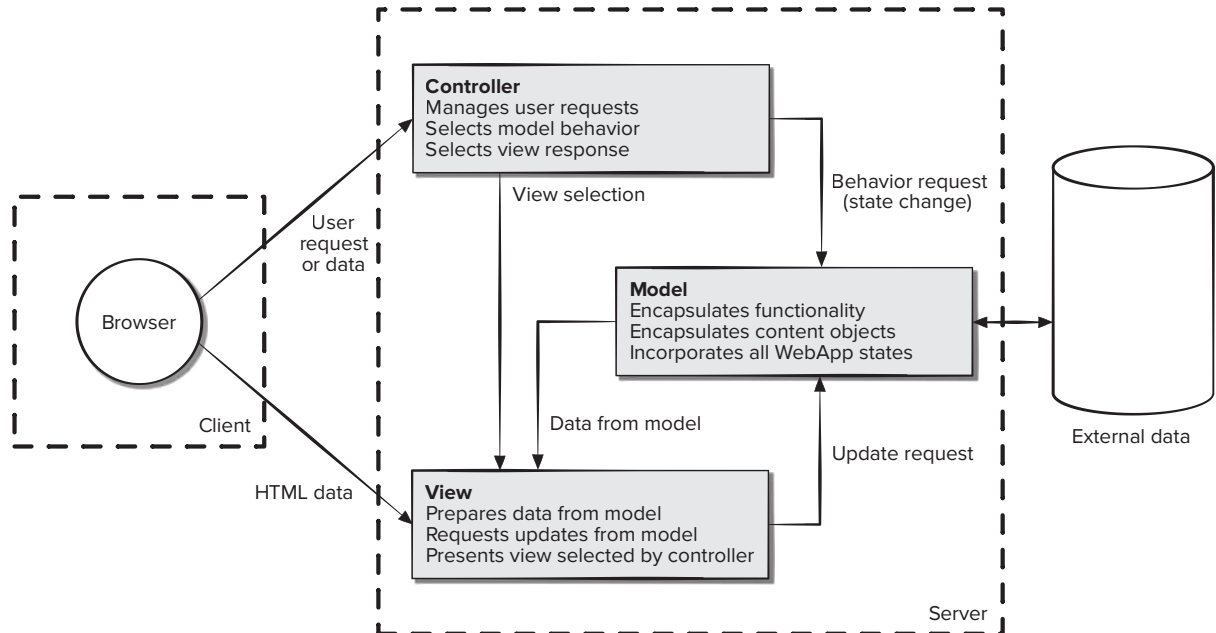 Controller
Manages user requests
Selects model behavior
Selects view response
View selection
Behavior request
(state change)
User
request
or data
Browser
Client
Model
Encapsulates functionality
Encapsulates content objects
Incorporates all WebApp states
Data from model
Update request
External data
HTML data
View
Prepares data from model
Requests updates from model
Presents view selected by controller
Server